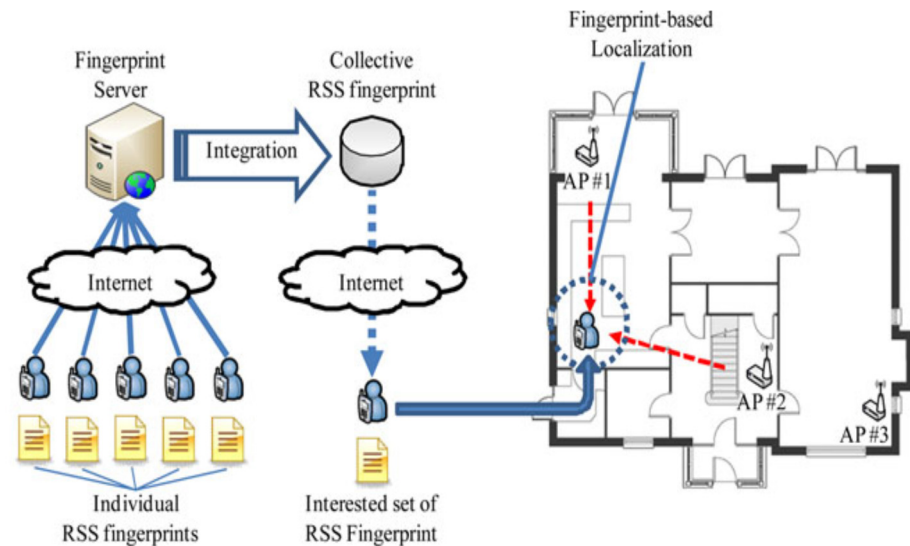 Fingerprint
Server
Collective
RSS fingerprint
Fingerprint-based
Localization
Integration
AP #1
Internet
Internet
AP #2
AP #3
Individual
RSS fingerprints
Interested set of
RSS Fingerprint